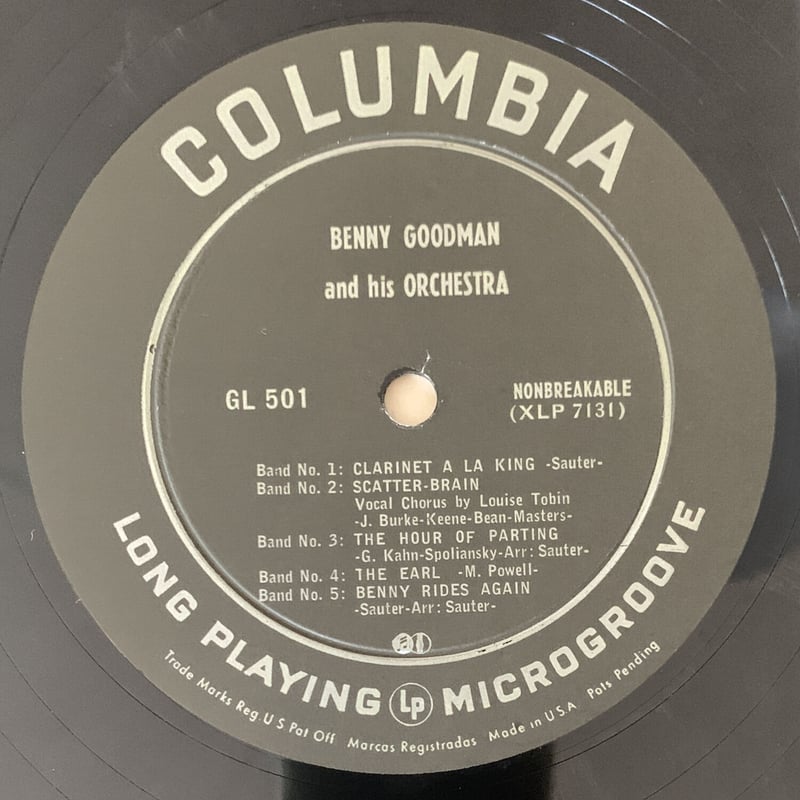 COLUMBIA
BENNY GOODMAN
and his ORCHESTRA
GL 501
NONBREAKABLE
(XLP 7131)
Band No. 1: CLARINET A LA KING -Sauter-
Band No. 2: SCATTER-BRAIN
Vocal Chorus by Louise Tobin
-J. Burke-Keene-Bean-Masters-
Band No. 3: THE HOUR OF PARTING
-G. Kahn-Spoliansky-Arr: Sauter-
Band No. 4: THE EARL -M. Powell-
Band No. 5: BENNY RIDES AGAIN
-Sauter-Arr: Sauter-
LONG PLAYING Lp MICROGROOVE
Trade Marks Reg. U S Pat Off Marcas Registradas Made in U.S.A Pats Pending